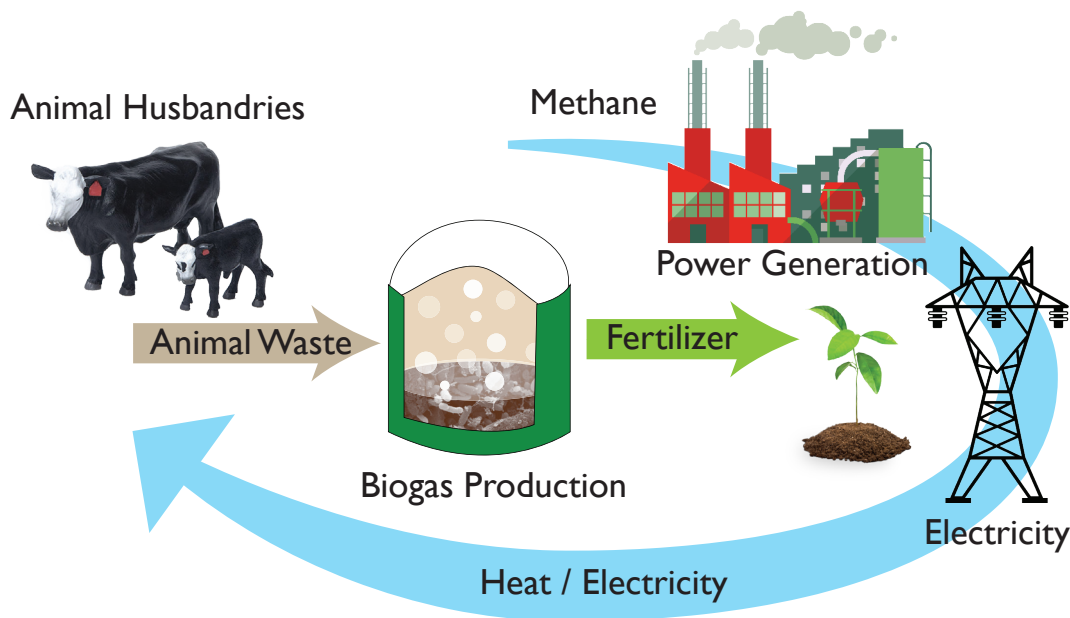 Animal Husbandries
Methane
Power Generation
Animal Waste
Fertilizer
Biogas Production
Electricity
Heat / Electricity